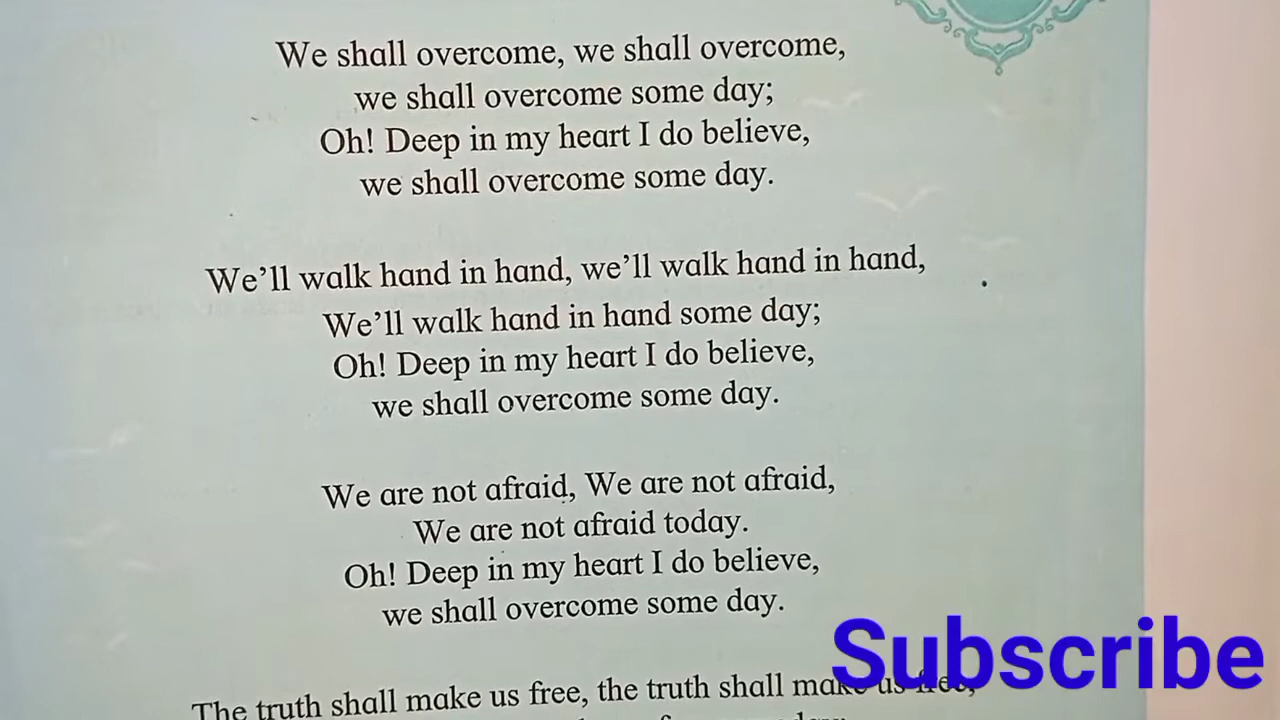 We shall overcome, we shall overcome,
we shall overcome some day;
Oh! Deep in my heart I do believe,
we shall overcome some day.
We'll walk hand in hand, we'll walk hand in hand,
We'll walk hand in hand some day;
Oh! Deep in my heart I do believe,
we shall overcome some day.
We are not afraid, We are not afraid,
We are not afraid today.
Oh! Deep in my heart I do believe,
we shall overcome some day.
Subscribe
The truth shall make us free, the truth shall make us free,